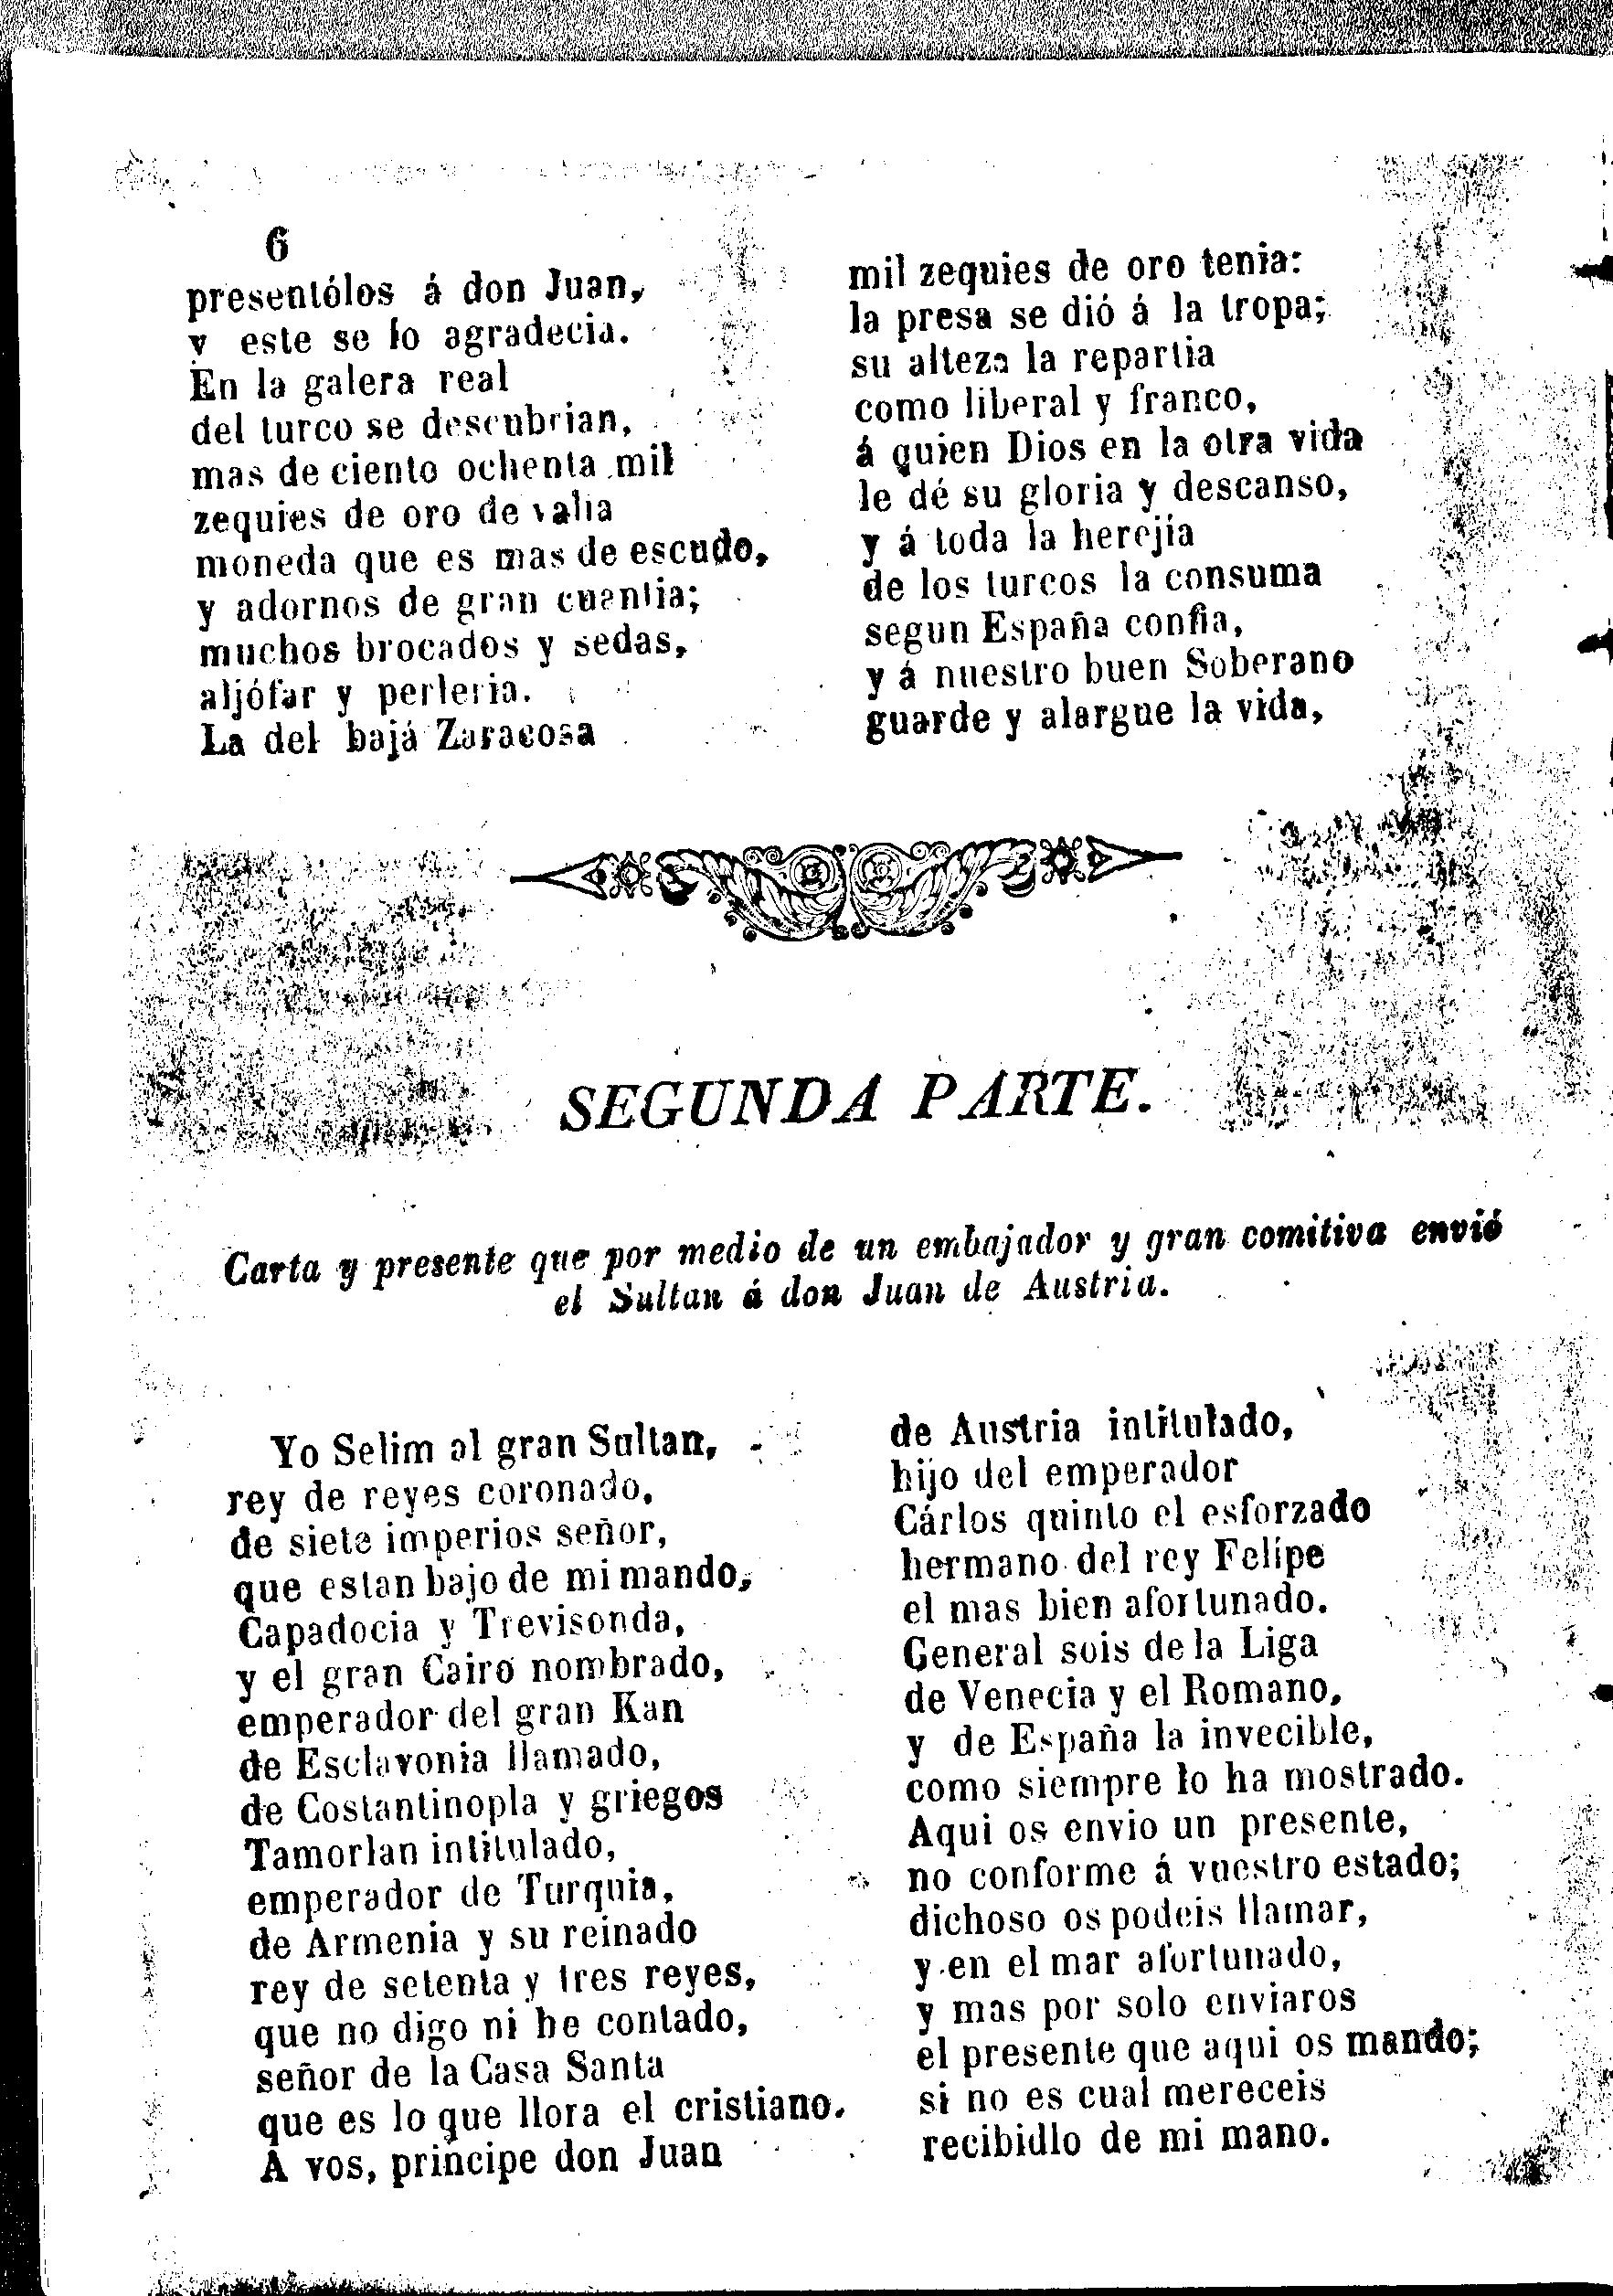 6
presentólos á don Juan,
y este se lo agradecia.
En la galera real
del turco se descubrian,
mas de ciento ochenta mil
zequies de oro de valia
moneda que es mas de escudo,
y adornos de gran cuantia;
muchos brocados y sedas,
aljófar y perleria.
La del bajá Zaracosa
mil zequies de oro tenia:
la presa se dió á la tropa;
su alteza la repartia
como liberal y franco,
á quien Dios en la otra vida
le dé su gloria y descanso,
y á toda la herejía
de los turcos la consuma
segun España confia,
y á nuestro buen Soberano
guarde y alargue la vida,
SEGUNDA PARTE.
Carta y presente que por medio de un embajador y gran comitiva envió
el Sultan á don Juan de Austria.
Yo Selim al gran Sultan,
rey de reyes coronado,
de siete imperios señor,
que estan bajo de mi mando,
Capadocia y Trevisonda,
y el gran Cairo nombrado,
emperador del gran Kan
de Esclavonia llamado,
de Costantinopla y griegos
Tamorlan intitulado,
emperador de Turquia,
de Armenia y su reinado
rey de setenta y tres reyes,
que no digo ni he contado,
señor de la Casa Santa
que es lo que llora el cristiano.
A vos, príncipe don Juan
de Austria intitulado,
hijo del emperador
Cárlos quinto el esforzado
hermano del rey Felipe
el mas bien afortunado.
General sois de la Liga
de Venecia y el Romano,
y de España la invecible,
como siempre lo ha mostrado.
Aqui os envio un presente,
no conforme á vuestro estado;
dichoso os podeis llamar,
y en el mar afortunado,
y mas por solo enviaros
el presente que aqui os mando;
si no es cual mereceis
recibidlo de mi mano.